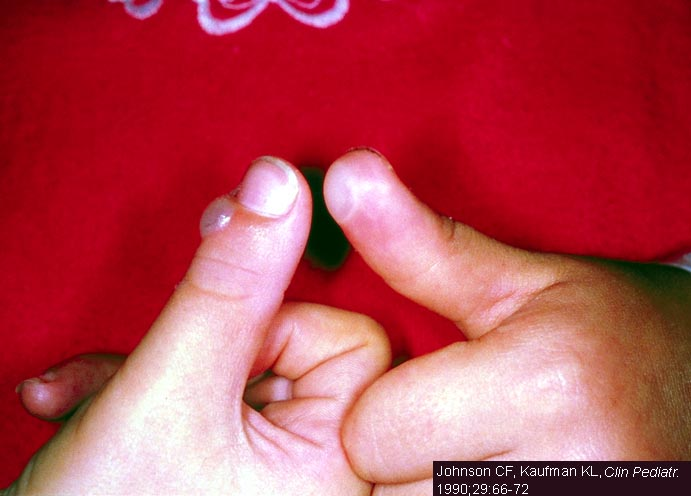 Johnson CF, Kaufman KL, Clin Pediatr.
1990;29:66-72